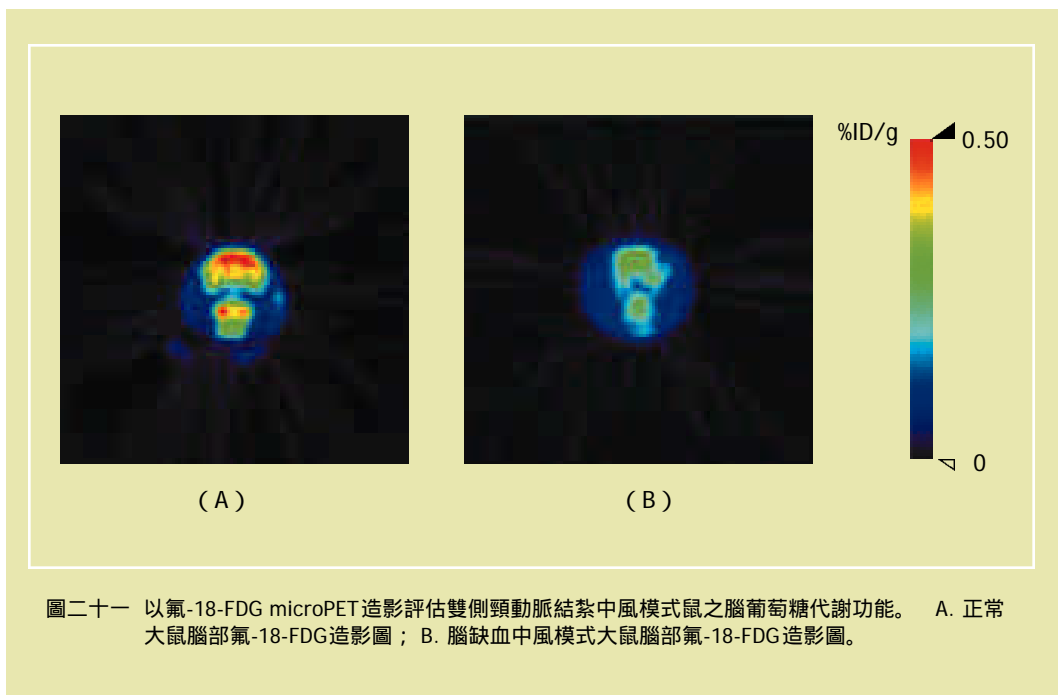 %ID/g
0.50
0
(A) (B)
圖二十一 以氟-18-FDG microPET造影評估雙側頸動脈結紮中風模式鼠之腦葡萄糖代謝功能。 A. 正常
大鼠腦部氟-18-FDG造影圖；B. 腦缺血中風模式大鼠腦部氟-18-FDG造影圖。